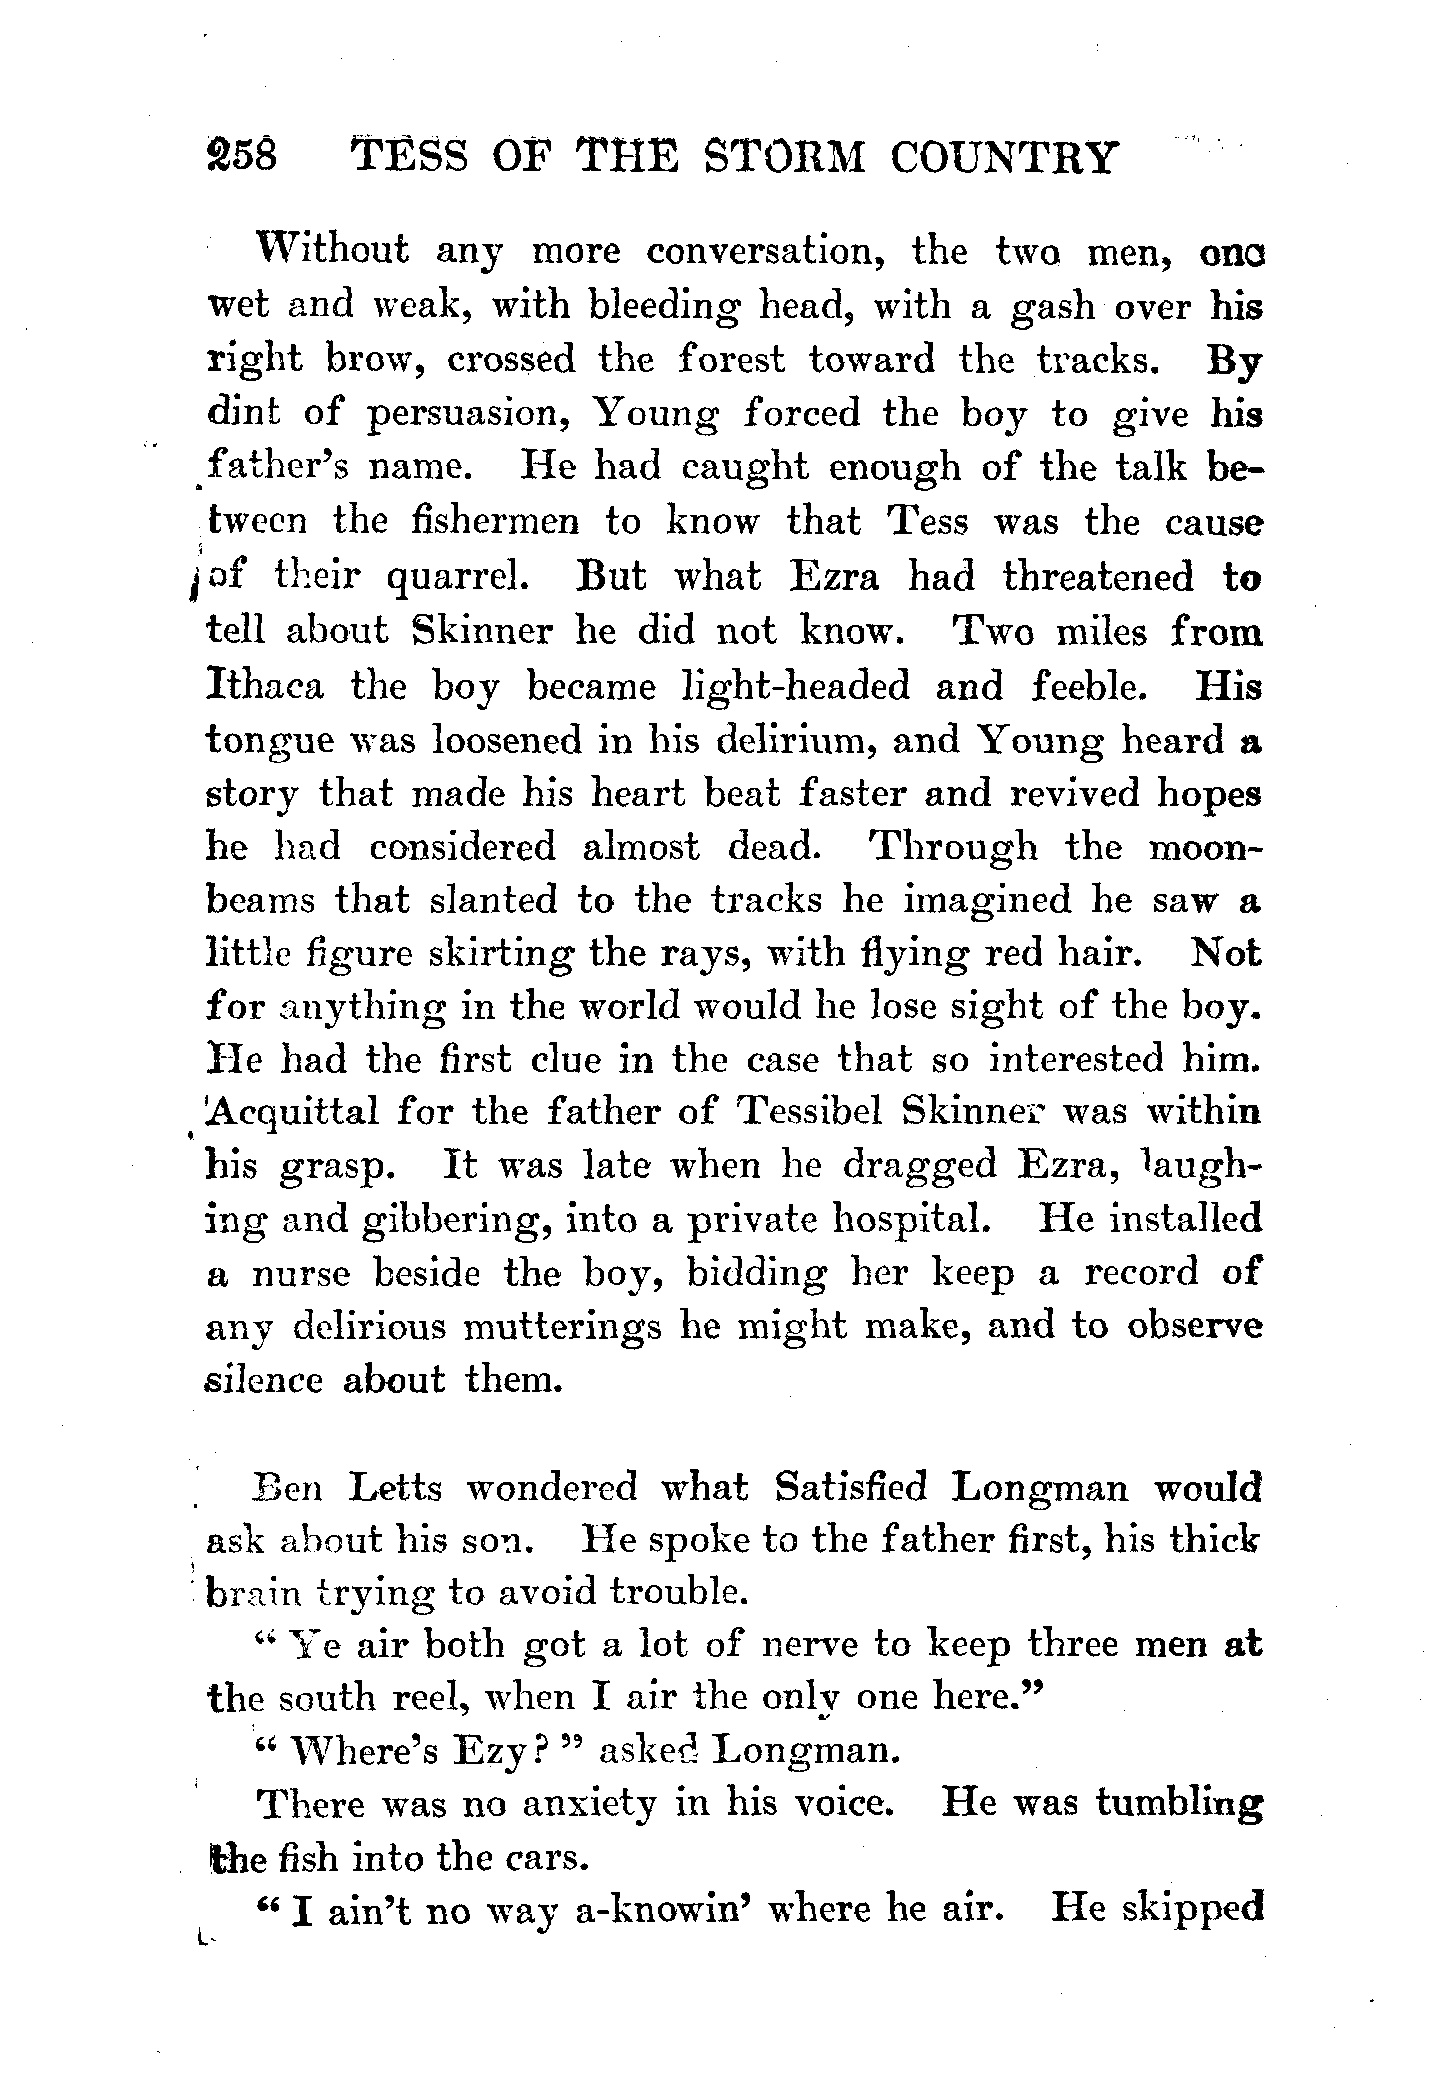 258 TESS OF THE STORM COUNTRY
Without any more conversation, the two men, one
wet and weak, with bleeding head, with a gash over his
right brow, crossed the forest toward the tracks. By
dint of persuasion, Young forced the boy to give his
father's name. He had caught enough of the talk be-
tween the fishermen to know that Tess was the cause
of their quarrel. But what Ezra had threatened to
tell about Skinner he did not know. Two miles from
Ithaca the boy became light-headed and feeble. His
tongue was loosened in his delirium, and Young heard a
story that made his heart beat faster and revived hopes
he had considered almost dead. Through the moon-
beams that slanted to the tracks he imagined he saw a
little figure skirting the rays, with flying red hair. Not
for anything in the world would he lose sight of the boy.
He had the first clue in the case that so interested him.
Acquittal for the father of Tessibel Skinner was within
his grasp. It was late when he dragged Ezra, laugh-
ing and gibbering, into a private hospital. He installed
a nurse beside the boy, bidding her keep a record of
any delirious mutterings he might make, and to observe
silence about them.
Ben Letts wondered what Satisfied Longman would
ask about his son. He spoke to the father first, his thick
brain trying to avoid trouble.
“ Ye air both got a lot of nerve to keep three men at
the south reel, when I air the only one here.”
“ Where's Ezy? ” asked Longman.
There was no anxiety in his voice. He was tumbling
the fish into the cars.
“ I ain't no way a-knowin' where he air. He skipped